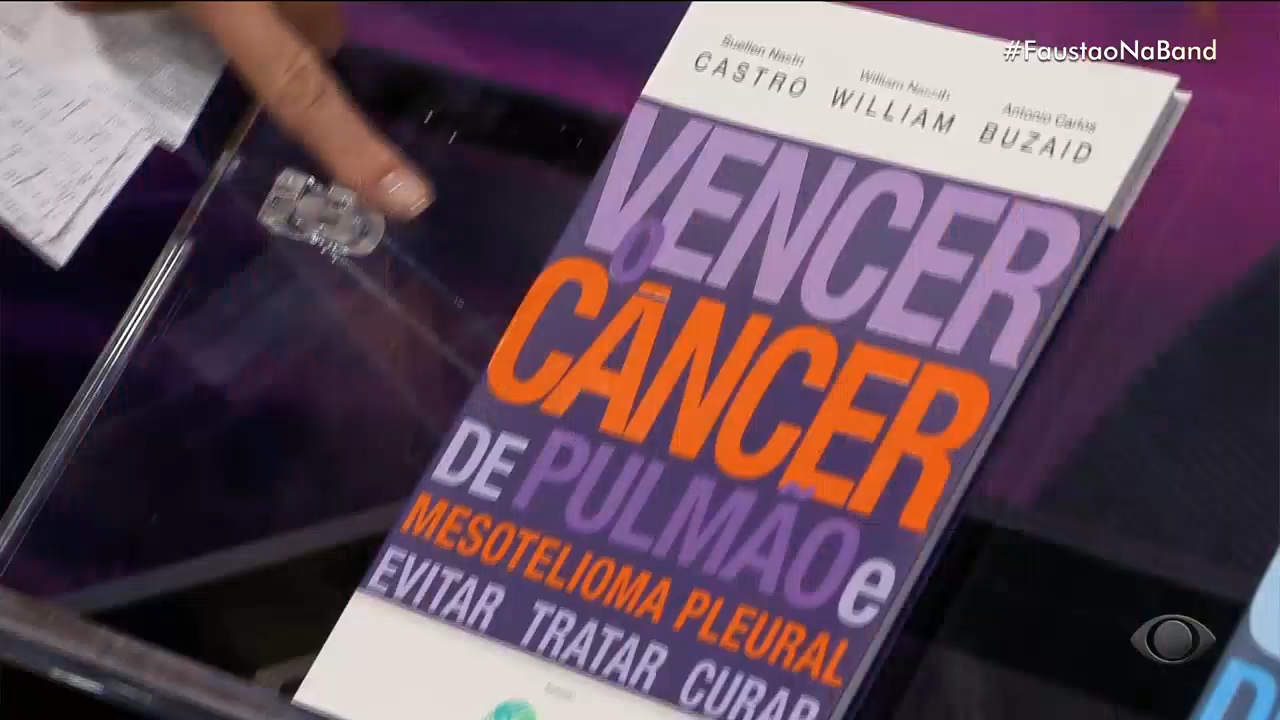 #FaustaoNaBand
Suellen Nastri William Nassib Antonio Carlos
CASTRO WILLIAM BUZAID
VENCER
O
CÂNCER
DE PULMÃO e
MESOTELIOMA PLEURAL
EVITAR TRATAR CURAR